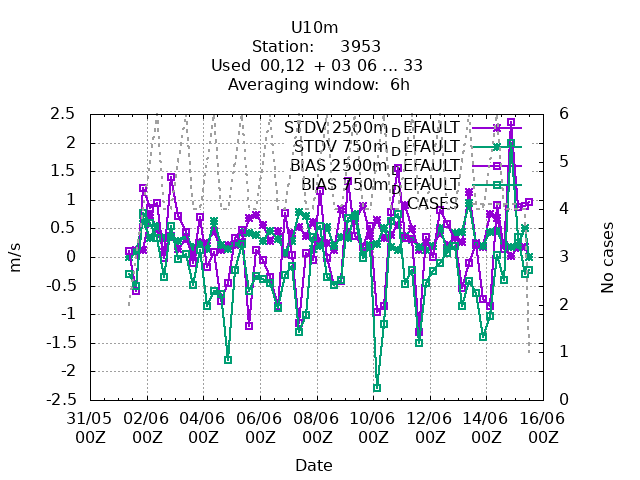 U10m
Station: 3953
Used 00,12 + 03 06 ... 33
Averaging window: 6h
STDV 2500m_DEFAULT
STDV 750m_DEFAULT
BIAS 2500m_DEFAULT
BIAS 750m_DEFAULT
CASES
2.5
2
1.5
1
0.5
0
-0.5
-1
-1.5
-2
-2.5
m/s
6
5
4
3
2
1
0
No cases
31/05 02/06 04/06 06/06 08/06 10/06 12/06 14/06 16/06
00Z 00Z 00Z 00Z 00Z 00Z 00Z 00Z 00Z
Date